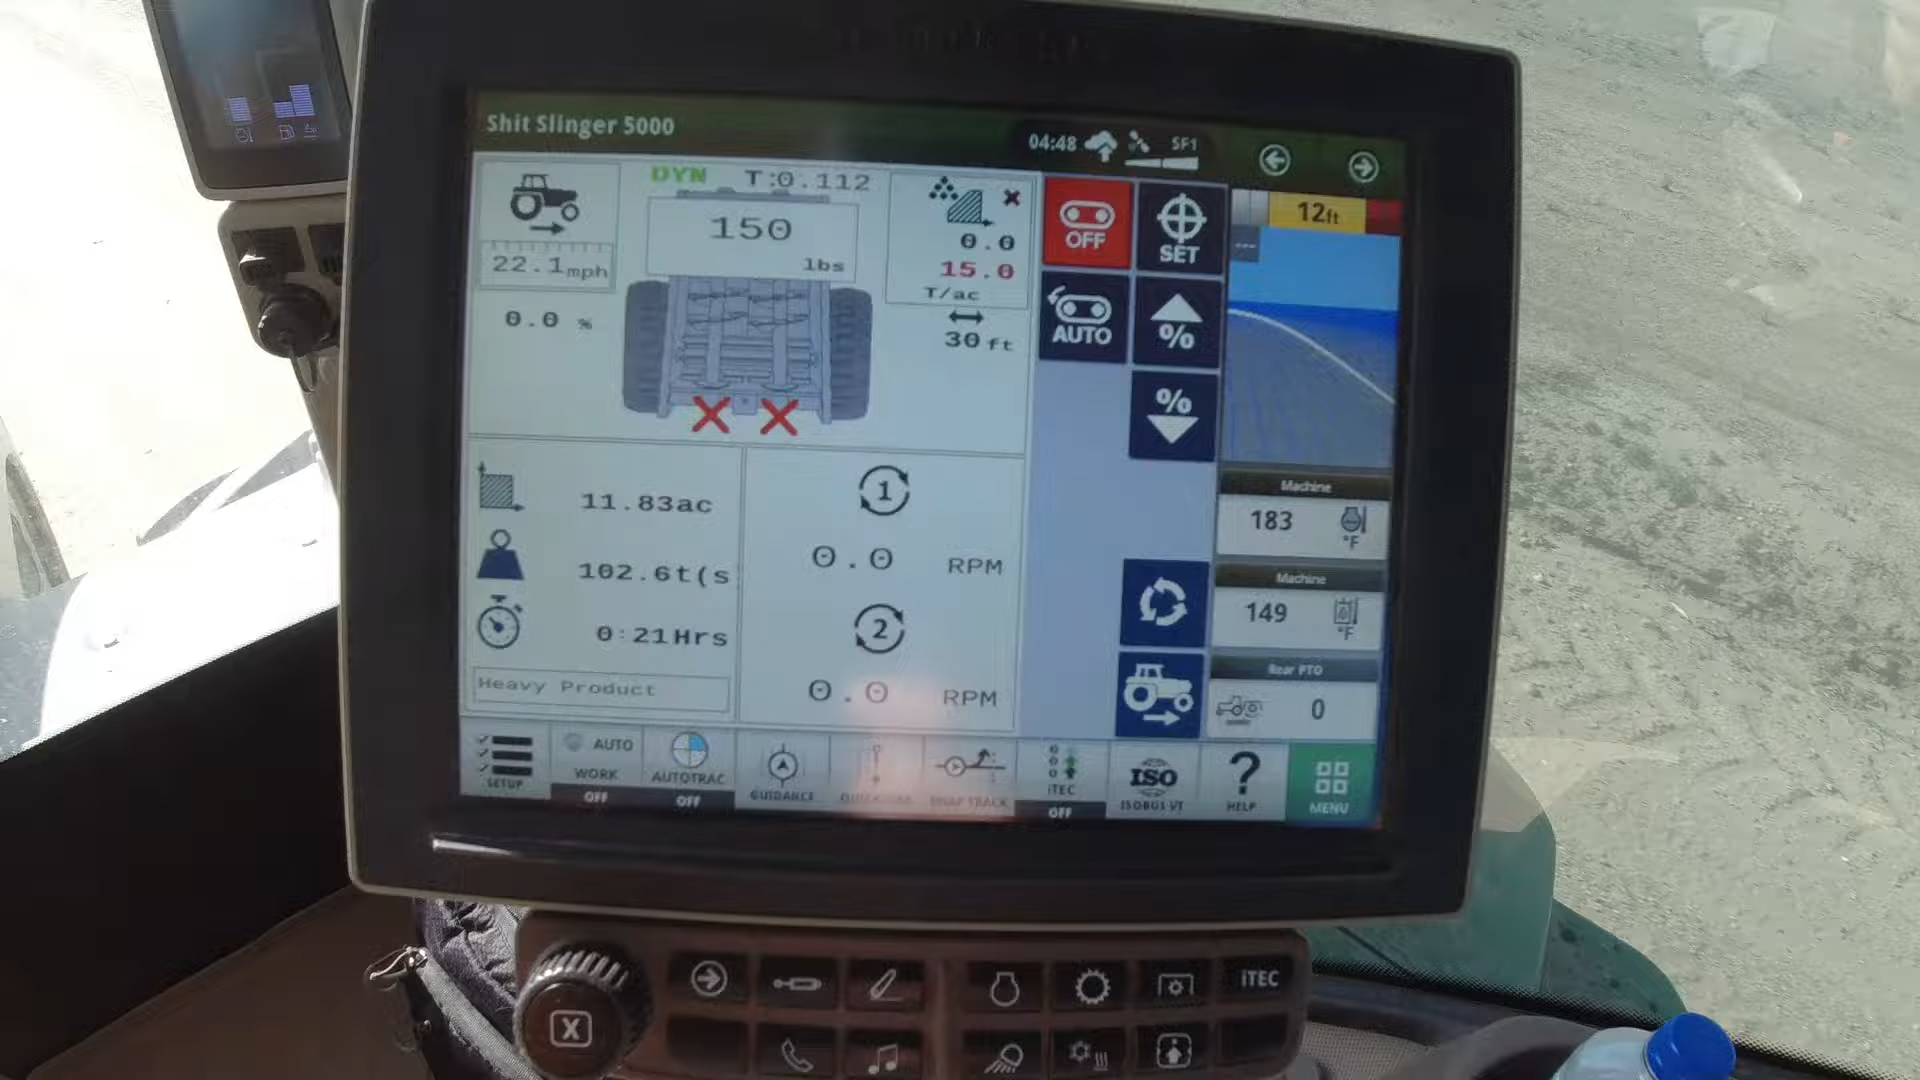 Shit Slinger 5000
04:48 SF1
DYN T:0.112
150
lbs
22.1mph
0.0 %
0.0
15.0
T/ac
30 ft
OFF
SET
AUTO
%
%
12ft
---
11.83ac
102.6t(s
0:21Hrs
Heavy Product
1
0.0 RPM
2
0.0 RPM
Machine
183
°F
Machine
149
°F
Rear PTO
0
SETUP
AUTO
WORK
OFF
AUTOTRAC
OFF
GUIDANCE
SNAP TRACK
iTEC
OFF
ISO
ISOBUS VT
?
HELP
MENU
iTEC
X